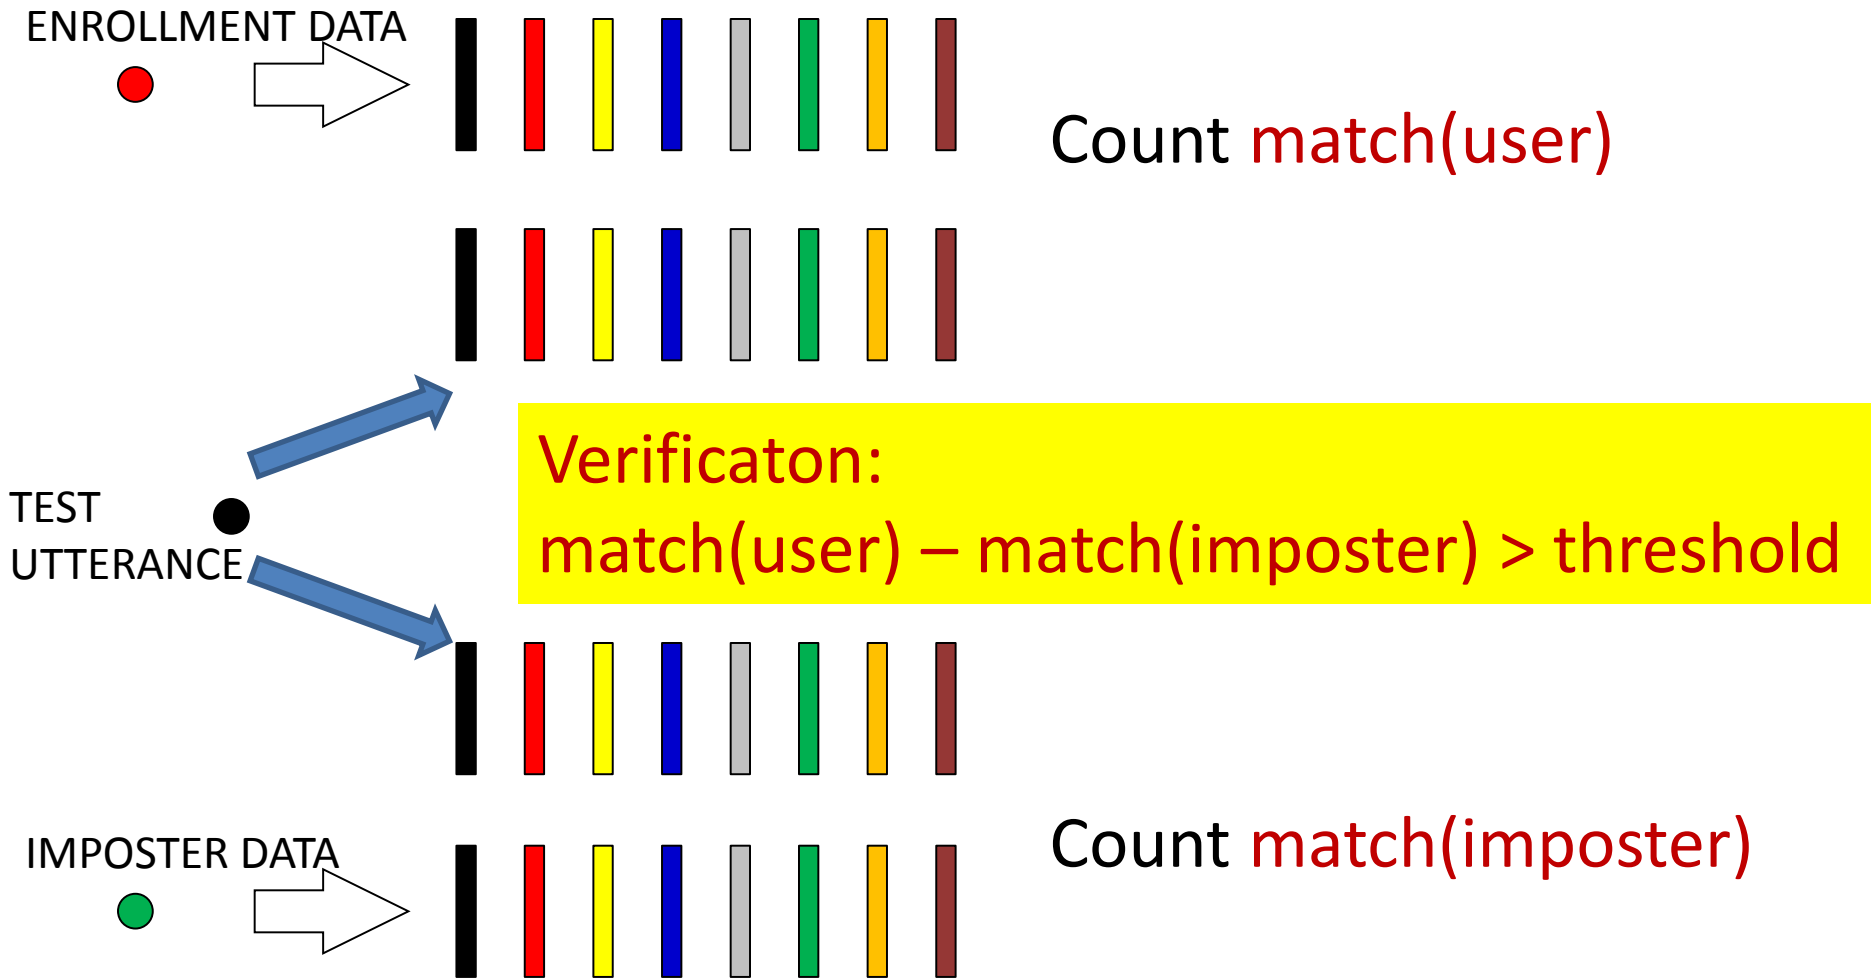 ENROLLMENT DATA
Count match(user)
Verificaton:
match(user) – match(imposter) > threshold
TEST
UTTERANCE
IMPOSTER DATA
Count match(imposter)